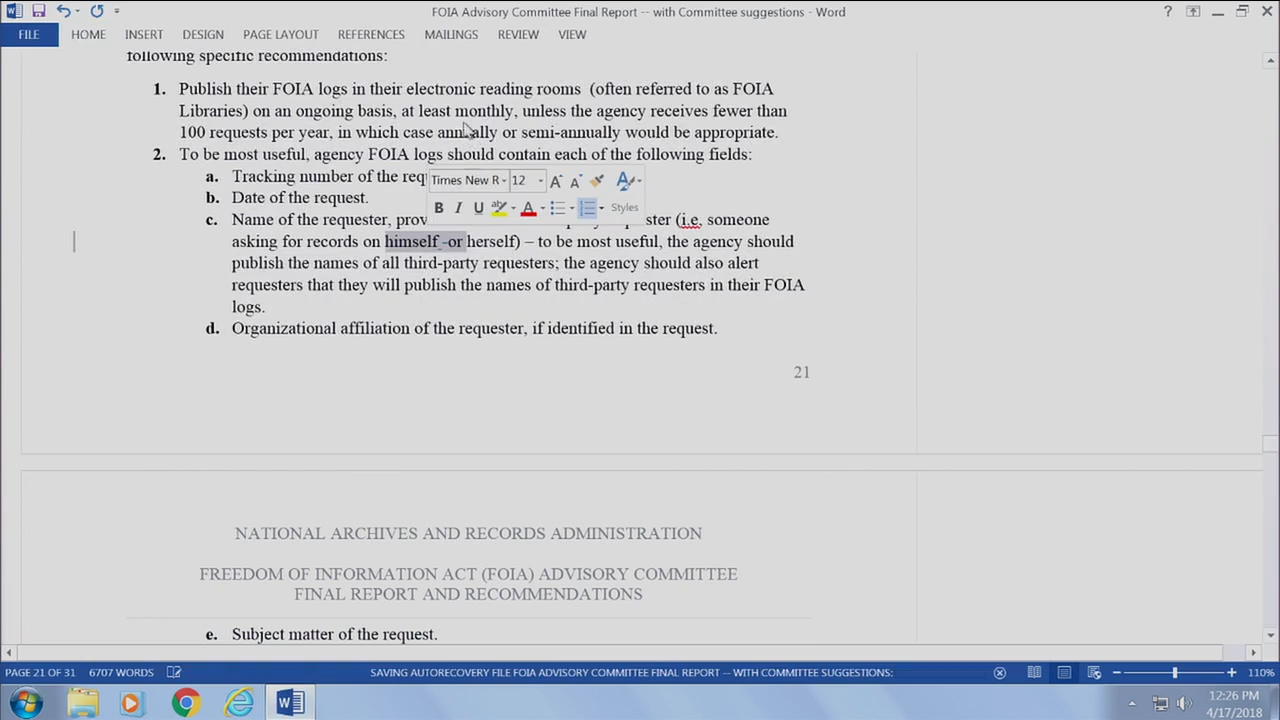 FOIA Advisory Committee Final Report -- with Committee suggestions - Word
FILE HOME INSERT DESIGN PAGE LAYOUT REFERENCES MAILINGS REVIEW VIEW
following specific recommendations:
1. Publish their FOIA logs in their electronic reading rooms (often referred to as FOIA
Libraries) on an ongoing basis, at least monthly, unless the agency receives fewer than
100 requests per year, in which case annually or semi-annually would be appropriate.
2. To be most useful, agency FOIA logs should contain each of the following fields:
a. Tracking number of the req
Times New R 12
b. Date of the request.
B I U ab A Styles
c. Name of the requester, prov (i.e, someone
asking for records on himself -or herself) – to be most useful, the agency should
publish the names of all third-party requesters; the agency should also alert
requesters that they will publish the names of third-party requesters in their FOIA
logs.
d. Organizational affiliation of the requester, if identified in the request.
21
NATIONAL ARCHIVES AND RECORDS ADMINISTRATION
FREEDOM OF INFORMATION ACT (FOIA) ADVISORY COMMITTEE
FINAL REPORT AND RECOMMENDATIONS
e. Subject matter of the request.
PAGE 21 OF 31 6707 WORDS SAVING AUTORECOVERY FILE FOIA ADVISORY COMMITTEE FINAL REPORT -- WITH COMMITTEE SUGGESTIONS: 110%
12:26 PM
4/17/2018